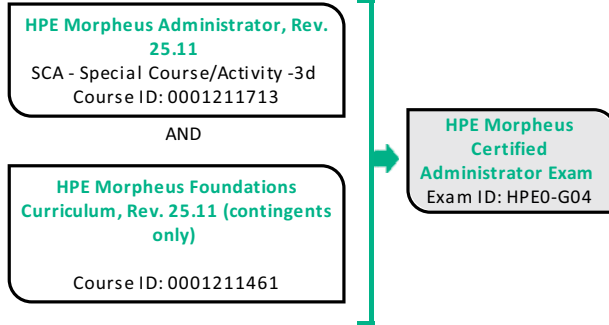 HPE Morpheus Administrator, Rev.
25.11
SCA - Special Course/Activity -3d
Course ID: 0001211713
AND
HPE Morpheus Foundations
Curriculum, Rev. 25.11 (contingents
only)
Course ID: 0001211461
HPE Morpheus
Certified
Administrator Exam
Exam ID: HPE0-G04